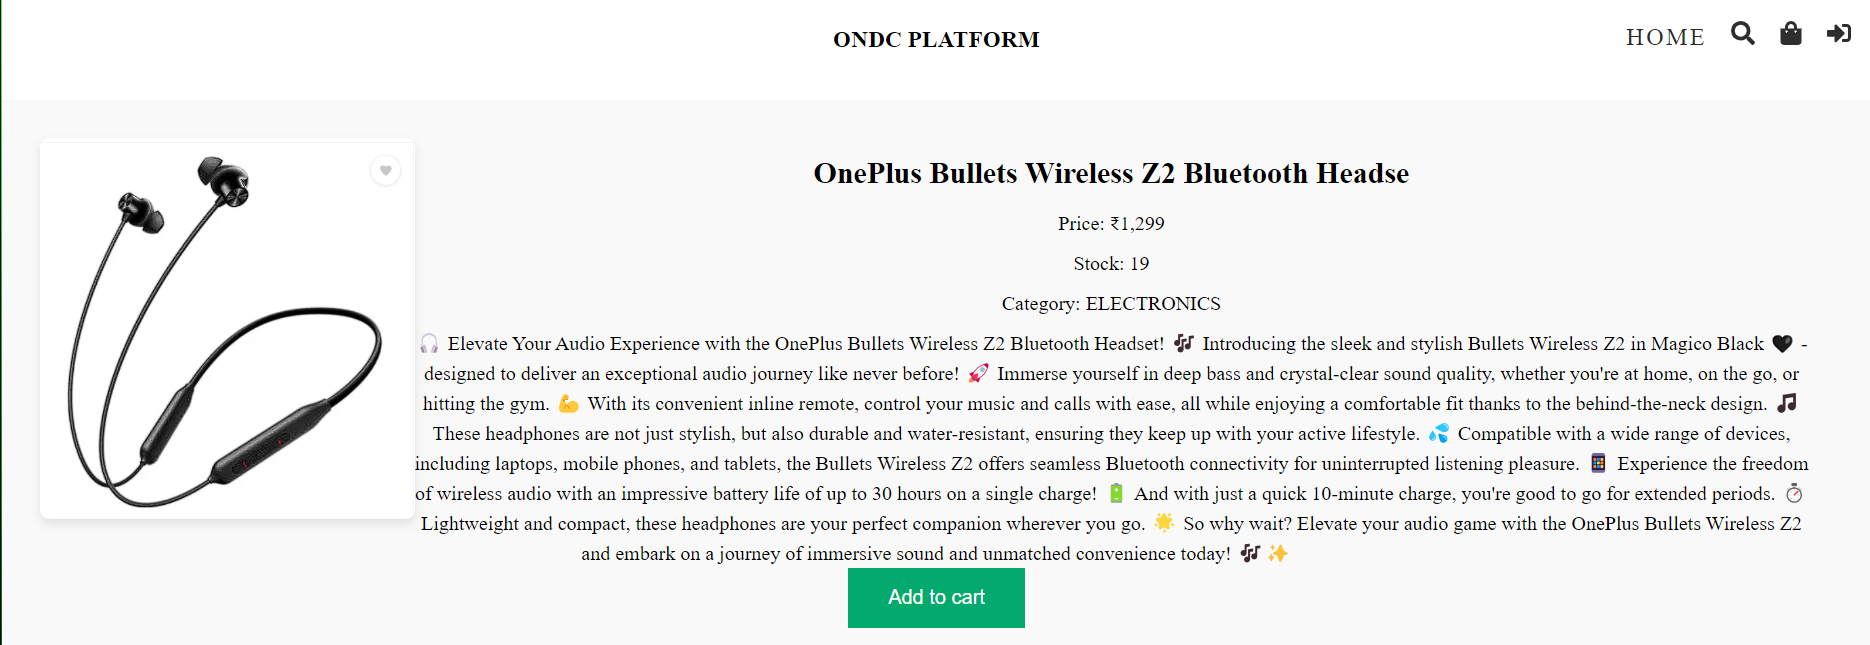 ONDC PLATFORM
HOME
OnePlus Bullets Wireless Z2 Bluetooth Headse
Price: ₹1,299
Stock: 19
Category: ELECTRONICS
🎧 Elevate Your Audio Experience with the OnePlus Bullets Wireless Z2 Bluetooth Headset! 🎶 Introducing the sleek and stylish Bullets Wireless Z2 in Magico Black 🖤 -
designed to deliver an exceptional audio journey like never before! 🚀 Immerse yourself in deep bass and crystal-clear sound quality, whether you're at home, on the go, or
hitting the gym. 💪 With its convenient inline remote, control your music and calls with ease, all while enjoying a comfortable fit thanks to the behind-the-neck design. 🎵
These headphones are not just stylish, but also durable and water-resistant, ensuring they keep up with your active lifestyle. 💦 Compatible with a wide range of devices,
including laptops, mobile phones, and tablets, the Bullets Wireless Z2 offers seamless Bluetooth connectivity for uninterrupted listening pleasure. 📱 Experience the freedom
of wireless audio with an impressive battery life of up to 30 hours on a single charge! 🔋 And with just a quick 10-minute charge, you're good to go for extended periods. ⏱
Lightweight and compact, these headphones are your perfect companion wherever you go. 🌟 So why wait? Elevate your audio game with the OnePlus Bullets Wireless Z2
and embark on a journey of immersive sound and unmatched convenience today! 🎶 ✨
Add to cart